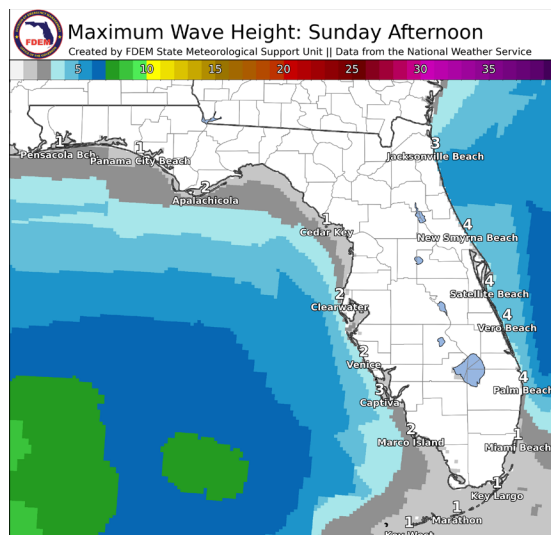 Maximum Wave Height: Sunday Afternoon
FDEM
Created by FDEM State Meteorological Support Unit || Data from the National Weather Service
5 10 15 20 25 30 35
1
Pensacola Bch
1
Panama City Beach
3
Jacksonville Beach
2
Apalachicola
1
Cedar Key
4
New Smyrna Beach
4
Satellite Beach
2
Clearwater
4
Vero Beach
2
Venice
3
Captiva
4
Palm Beach
2
Marco Island
1
Miami Beach
1
Key Largo
1
Marathon
1
Key West